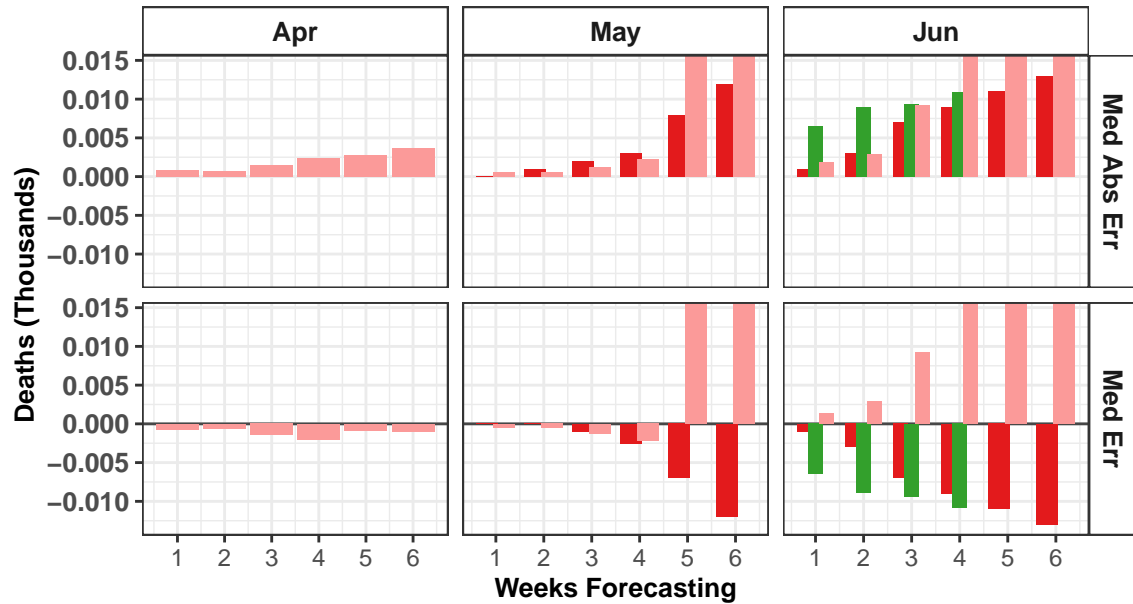 Apr May Jun
Deaths (Thousands)
0.015
0.010
0.005
0.000
−0.005
−0.010
Med Abs Err
0.015
0.010
0.005
0.000
−0.005
−0.010
Med Err
1 2 3 4 5 6 1 2 3 4 5 6 1 2 3 4 5 6
Weeks Forecasting